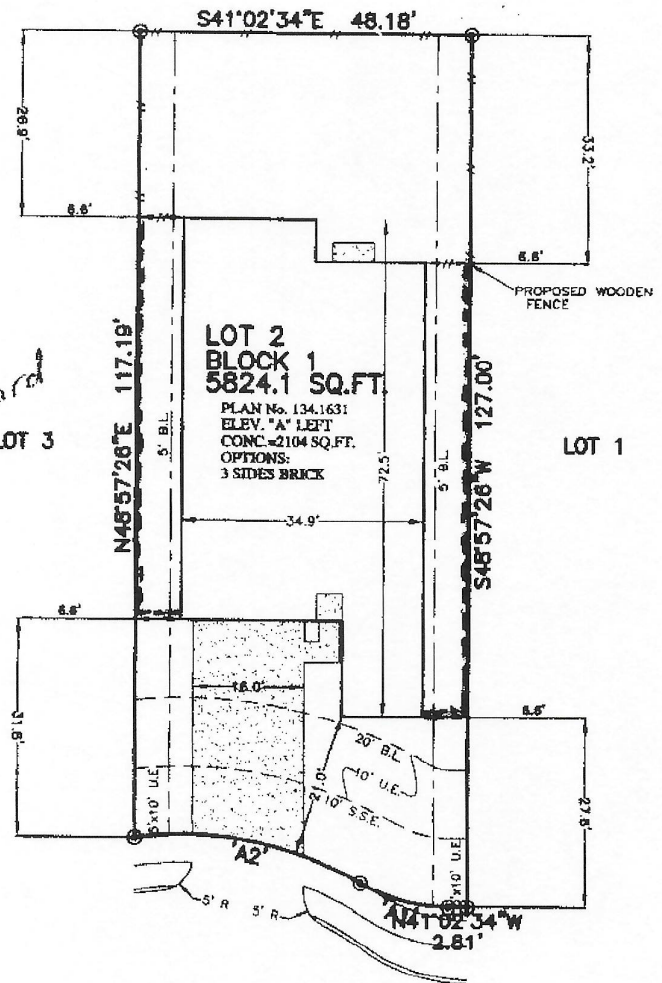 S41°02'34"E 48.18'
26.9'
33.2'
6.6'
6.6'
PROPOSED WOODEN
FENCE
LOT 2
BLOCK 1
5824.1 SQ.FT.
PLAN No. 134.1631
ELEV. "A" LEFT
CONC.=2104 SQ.FT.
OPTIONS:
3 SIDES BRICK
N48°57'26"E 117.19'
5' B.L.
72.5'
5' B.L.
S48°57'26"W 127.00'
LOT 3
LOT 1
34.9'
6.6'
16.0'
31.8'
6.6'
20' B.L.
10' U.E.
21.0'
10' S.S.E.
5'x10' U.E.
'x10' U.E.
27.5'
'A2'
'A1'
N41°02'34"W
2.81'
5' R
5' R